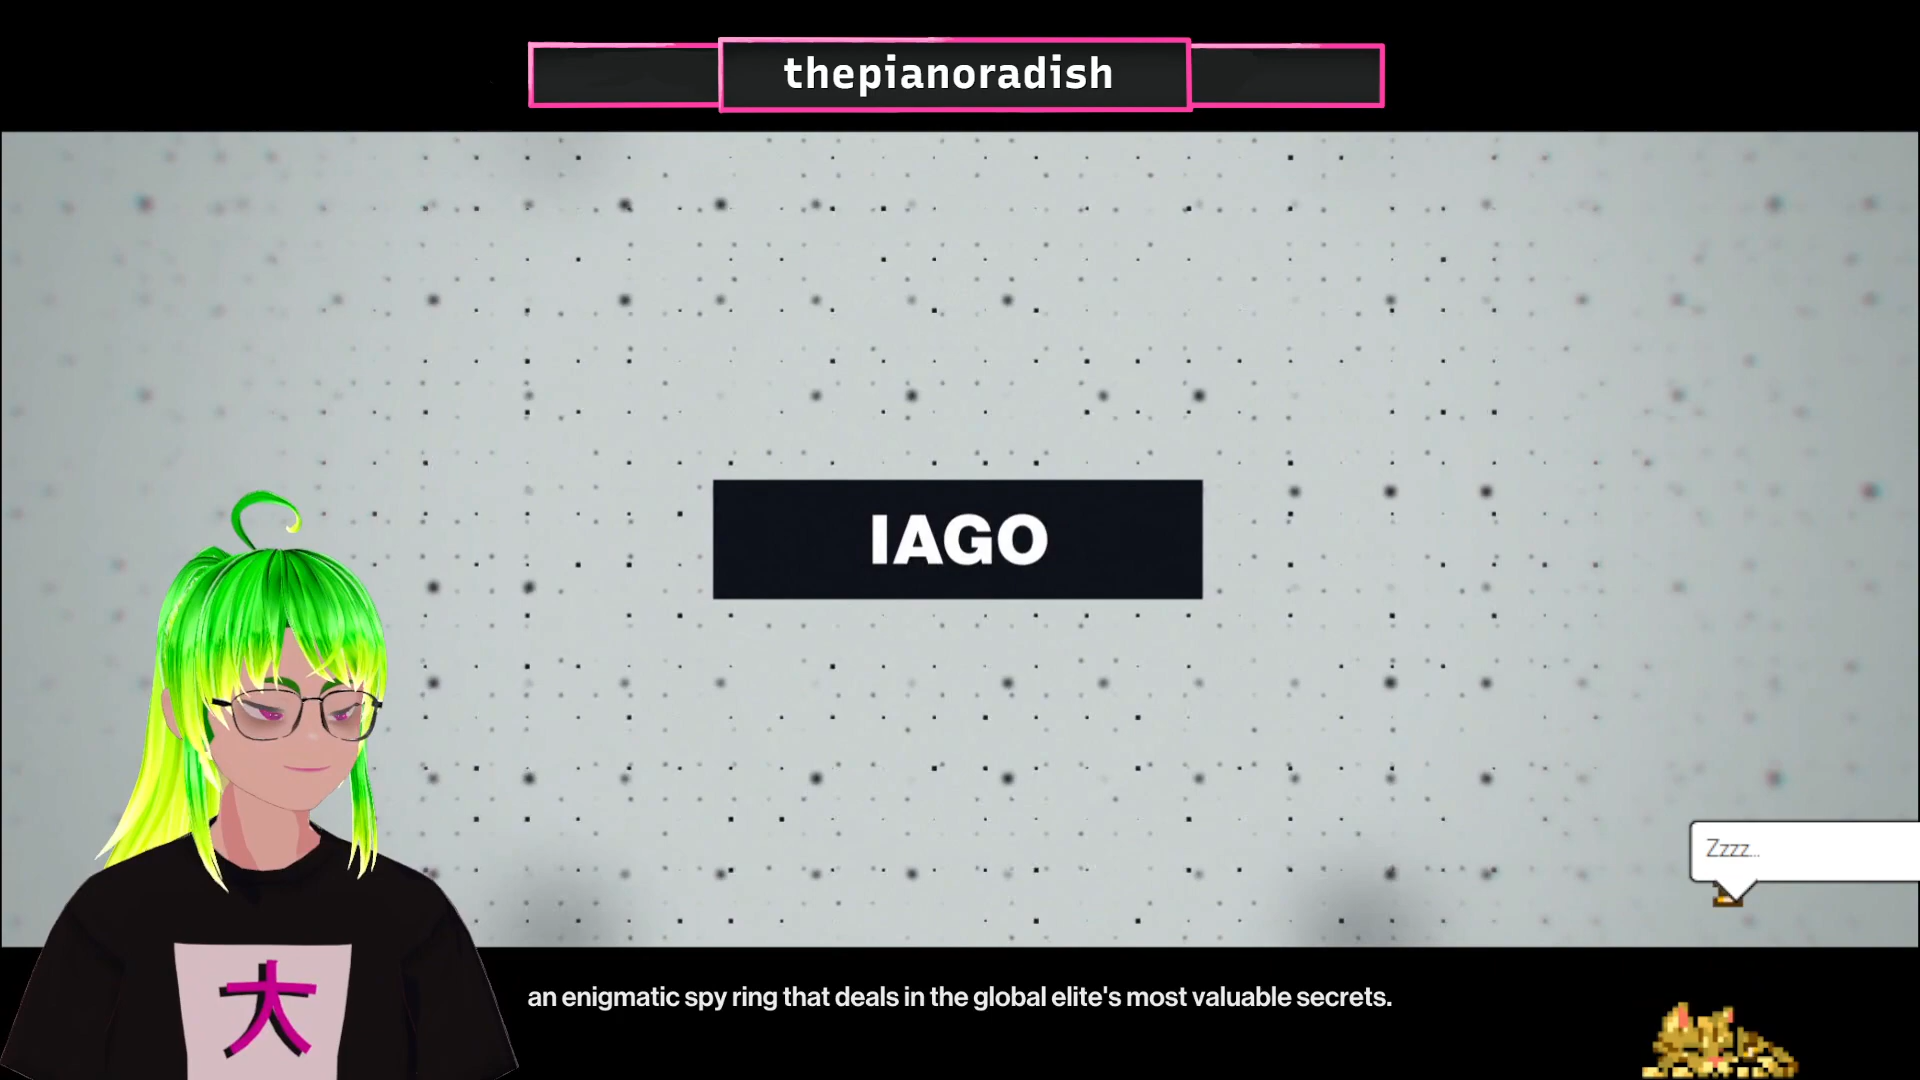 thepianoradish
IAGO
Zzzz...
大
an enigmatic spy ring that deals in the global elite's most valuable secrets.